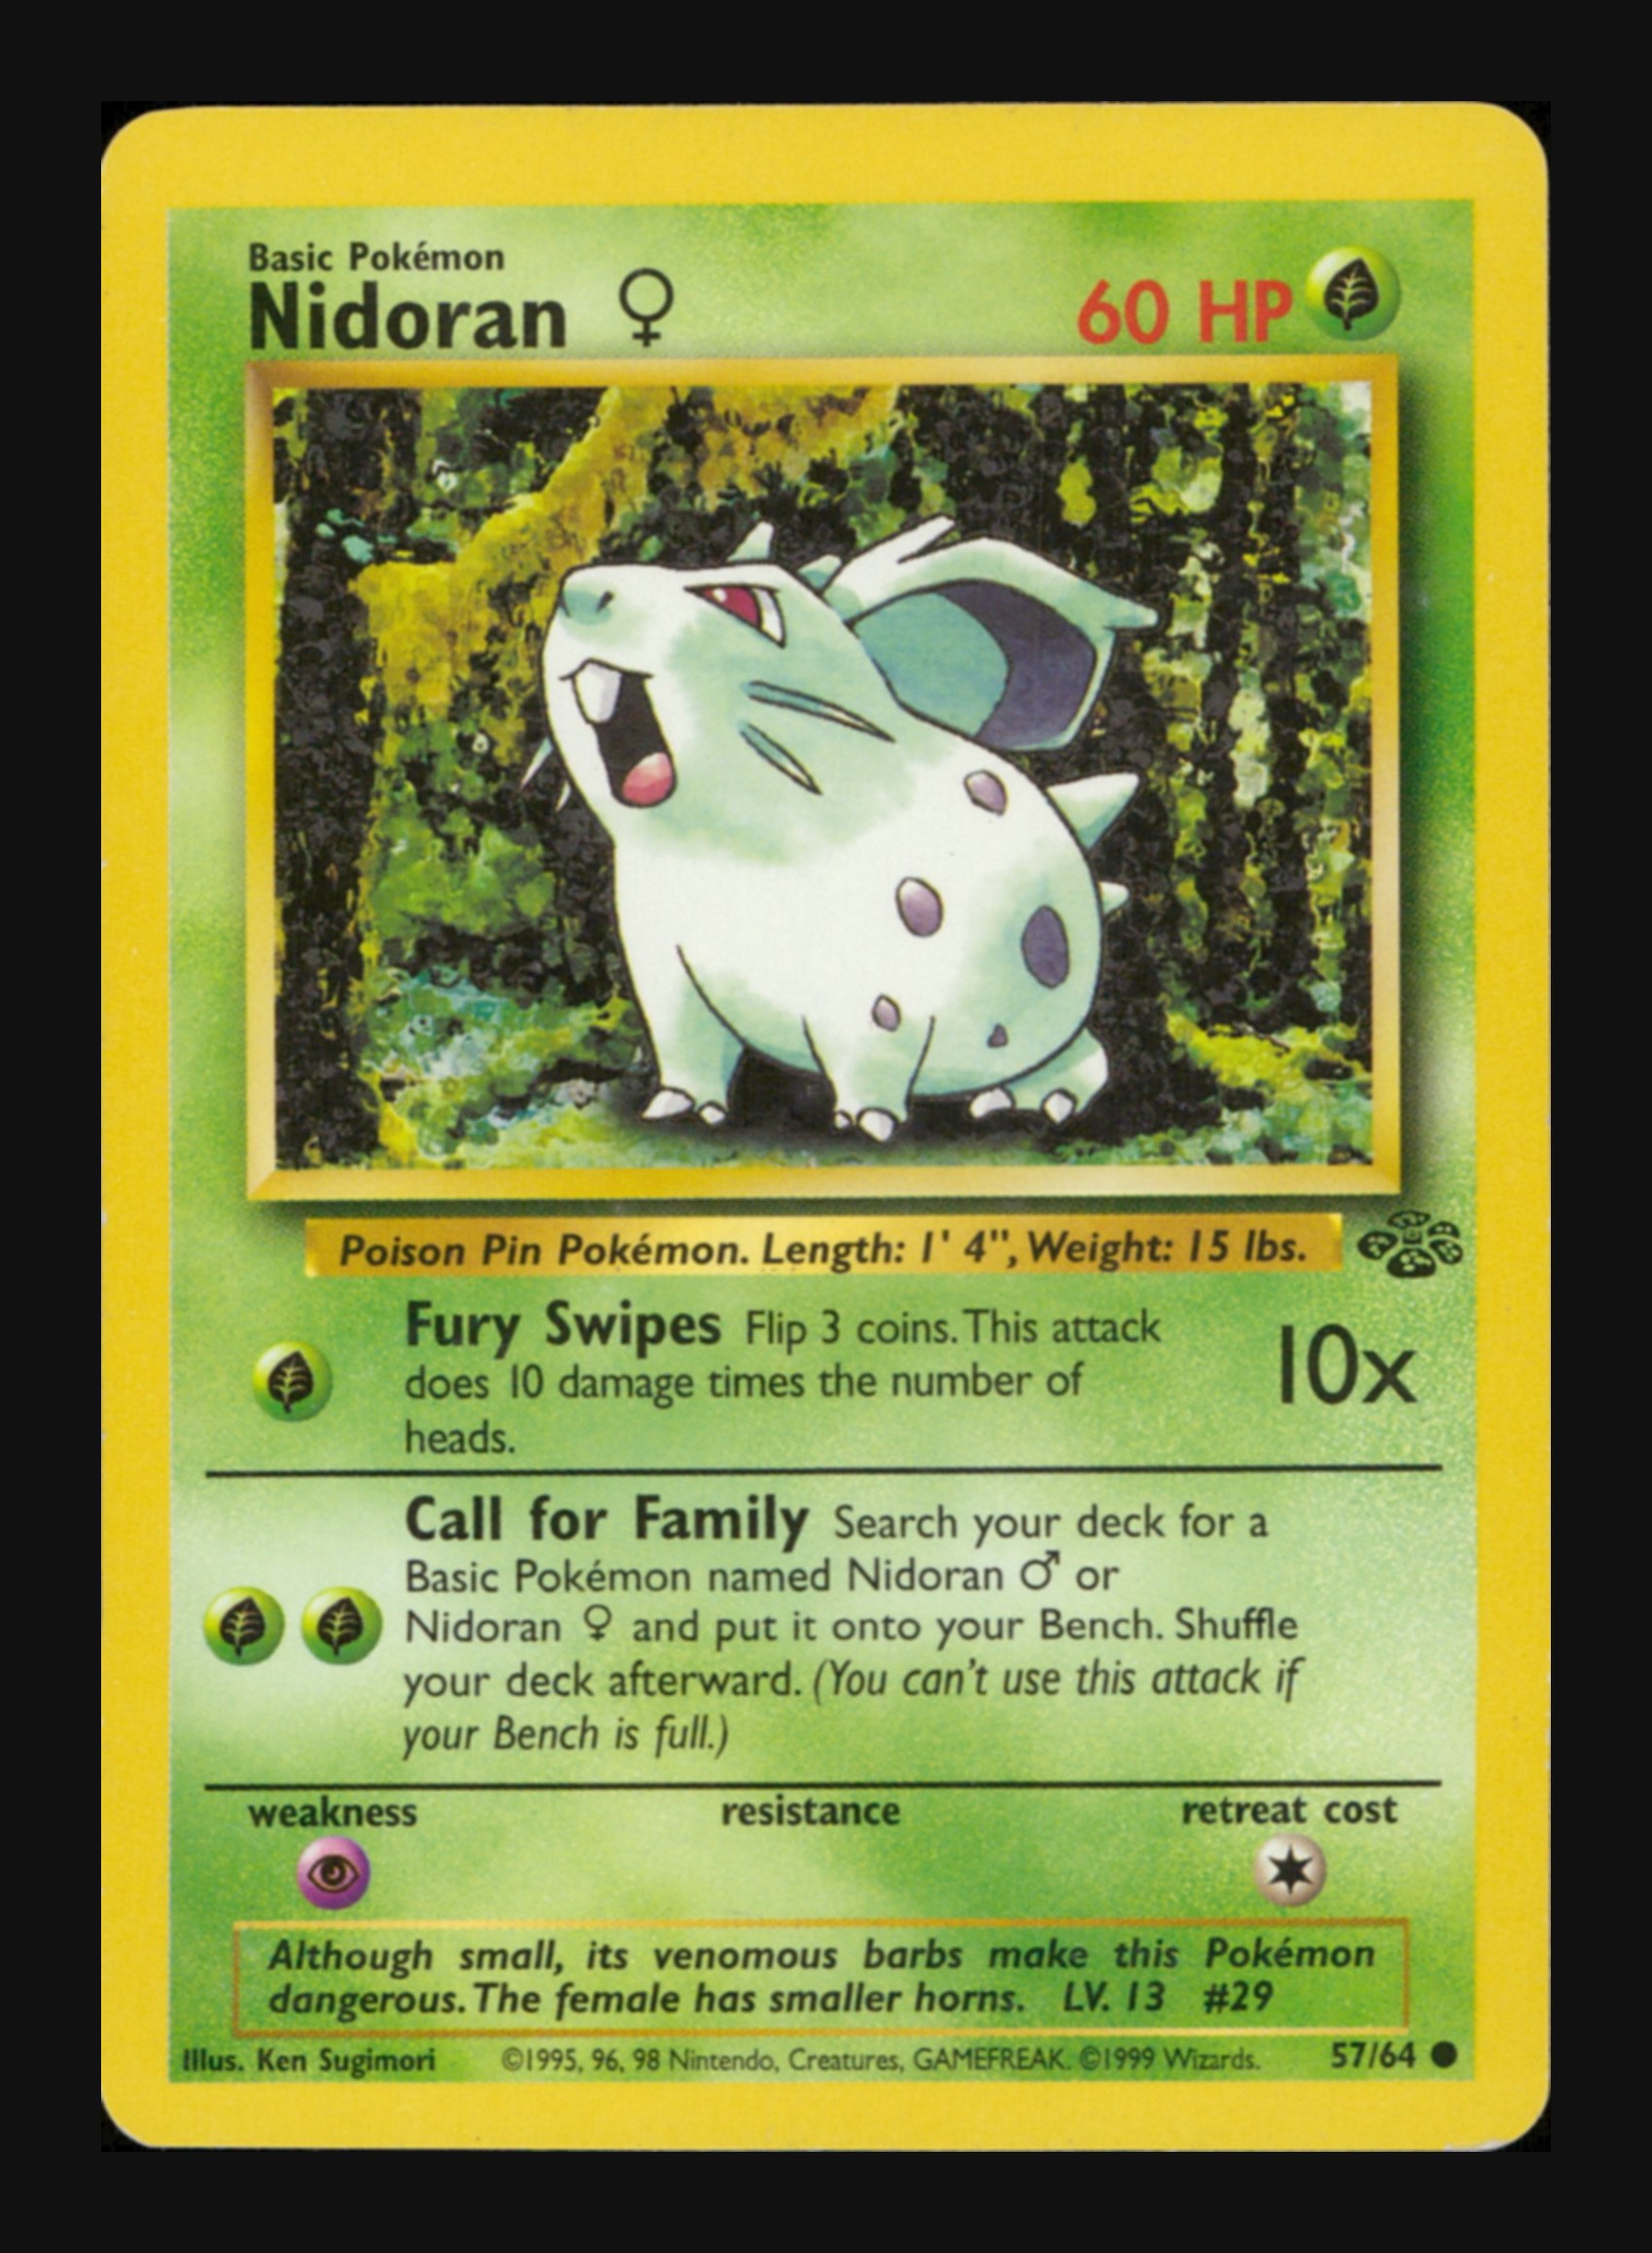 Basic Pokémon
Nidoran ♀
60 HP
Poison Pin Pokémon. Length: 1' 4", Weight: 15 lbs.
Fury Swipes Flip 3 coins. This attack
does 10 damage times the number of
heads.
10x
Call for Family Search your deck for a
Basic Pokémon named Nidoran ♂ or
Nidoran ♀ and put it onto your Bench. Shuffle
your deck afterward. (You can't use this attack if
your Bench is full.)
weakness resistance retreat cost
Although small, its venomous barbs make this Pokémon
dangerous. The female has smaller horns. LV. 13 #29
Illus. Ken Sugimori ©1995, 96, 98 Nintendo, Creatures, GAMEFREAK. ©1999 Wizards. 57/64 ●